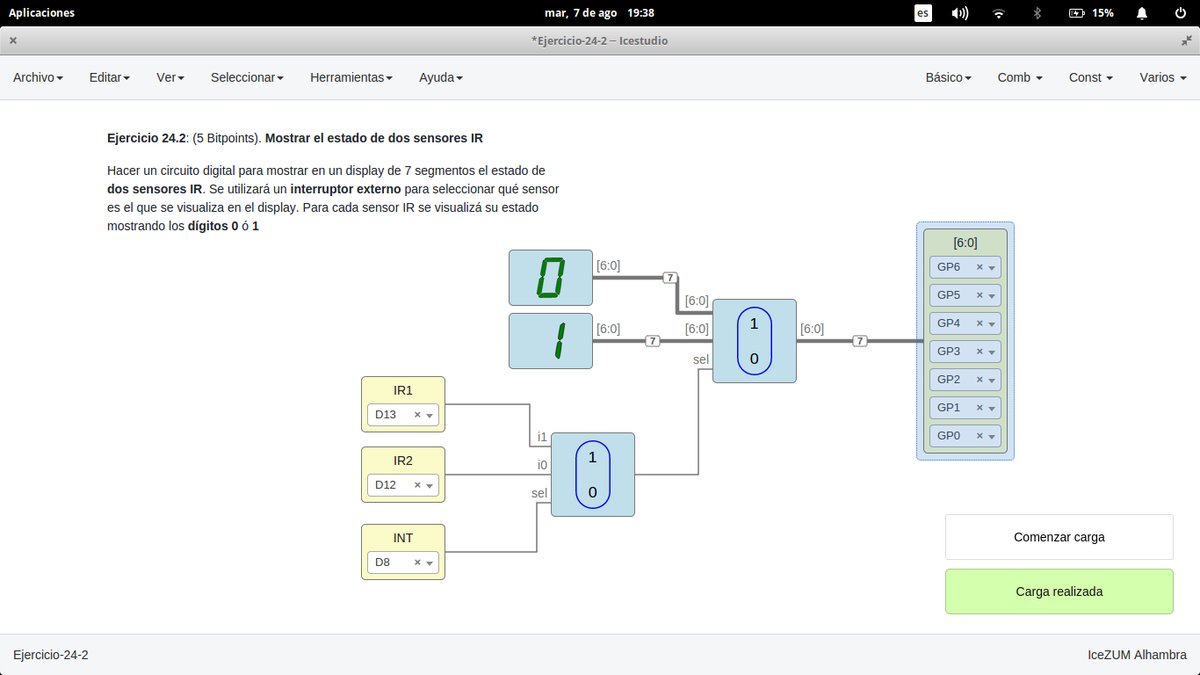 Aplicaciones
mar, 7 de ago 19:38
es
15%
*Ejercicio-24-2 – Icestudio
Archivo Editar Ver Seleccionar Herramientas Ayuda Básico Comb Const Varios
Ejercicio 24.2: (5 Bitpoints). Mostrar el estado de dos sensores IR
Hacer un circuito digital para mostrar en un display de 7 segmentos el estado de
dos sensores IR. Se utilizará un interruptor externo para seleccionar qué sensor
es el que se visualiza en el display. Para cada sensor IR se visualizá su estado
mostrando los dígitos 0 ó 1
0
[6:0]
7
1
[6:0]
7
[6:0]
[6:0]
sel
1
0
[6:0]
7
[6:0]
GP6
GP5
GP4
GP3
GP2
GP1
GP0
IR1
D13
IR2
D12
INT
D8
i1
i0
sel
1
0
Comenzar carga
Carga realizada
Ejercicio-24-2
IceZUM Alhambra